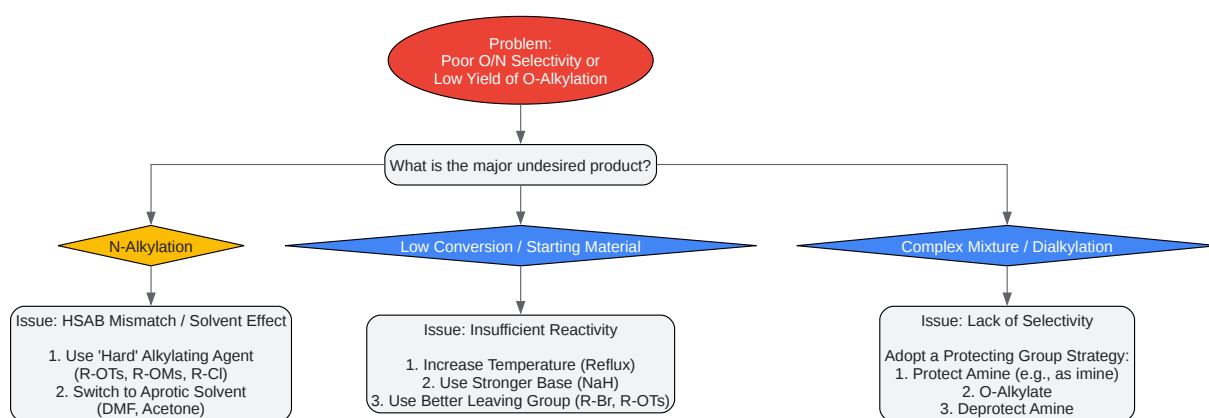 Problem:
Poor O/N Selectivity or
Low Yield of O-Alkylation
What is the major undesired product?
N-Alkylation
Low Conversion / Starting Material
Complex Mixture / Dialkylation
Issue: HSAB Mismatch / Solvent Effect
1. Use 'Hard' Alkylating Agent
(R-OTs, R-OMs, R-Cl)
2. Switch to Aprotic Solvent
(DMF, Acetone)
Issue: Insufficient Reactivity
1. Increase Temperature (Reflux)
2. Use Stronger Base (NaH)
3. Use Better Leaving Group (R-Br, R-OTs)
Issue: Lack of Selectivity
Adopt a Protecting Group Strategy:
1. Protect Amine (e.g., as imine)
2. O-Alkylate
3. Deprotect Amine